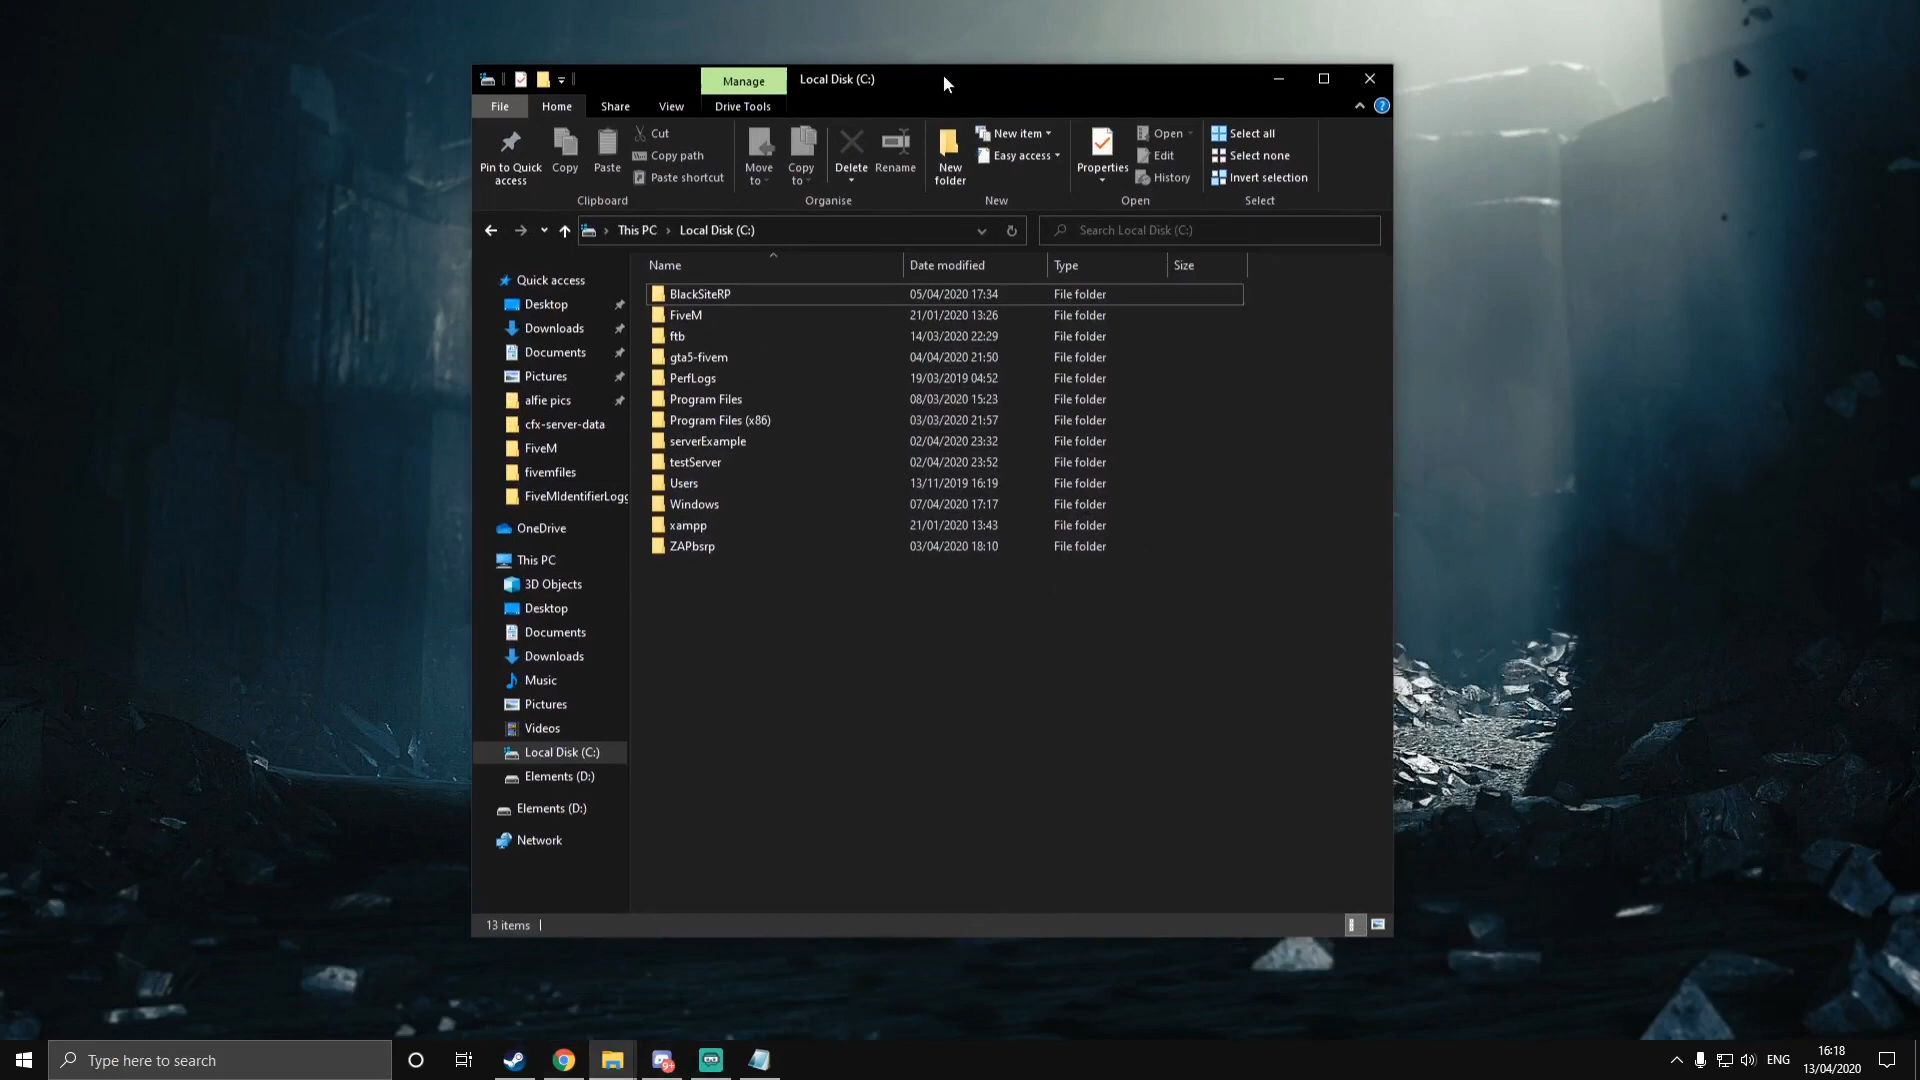 Manage
Local Disk (C:)
File
Home
Share
View
Drive Tools
Pin to Quick access
Copy
Paste
Cut
Copy path
Paste shortcut
Clipboard
Move to
Copy to
Delete
Rename
Organise
New folder
New item
Easy access
New
Properties
Open
Edit
History
Open
Select all
Select none
Invert selection
Select
This PC > Local Disk (C:)
Search Local Disk (C:)
Name Date modified Type Size
BlackSiteRP 05/04/2020 17:34 File folder
FiveM 21/01/2020 13:26 File folder
ftb 14/03/2020 22:29 File folder
gta5-fivem 04/04/2020 21:50 File folder
PerfLogs 19/03/2019 04:52 File folder
Program Files 08/03/2020 15:23 File folder
Program Files (x86) 03/03/2020 21:57 File folder
serverExample 02/04/2020 23:32 File folder
testServer 02/04/2020 23:52 File folder
Users 13/11/2019 16:19 File folder
Windows 07/04/2020 17:17 File folder
xampp 21/01/2020 13:43 File folder
ZAPbsrp 03/04/2020 18:10 File folder
Quick access
Desktop
Downloads
Documents
Pictures
alfie pics
cfx-server-data
FiveM
fivemfiles
FiveMIdentifierLogg
OneDrive
This PC
3D Objects
Desktop
Documents
Downloads
Music
Pictures
Videos
Local Disk (C:)
Elements (D:)
Elements (D:)
Network
13 items
Type here to search
9+
ENG
16:18
13/04/2020